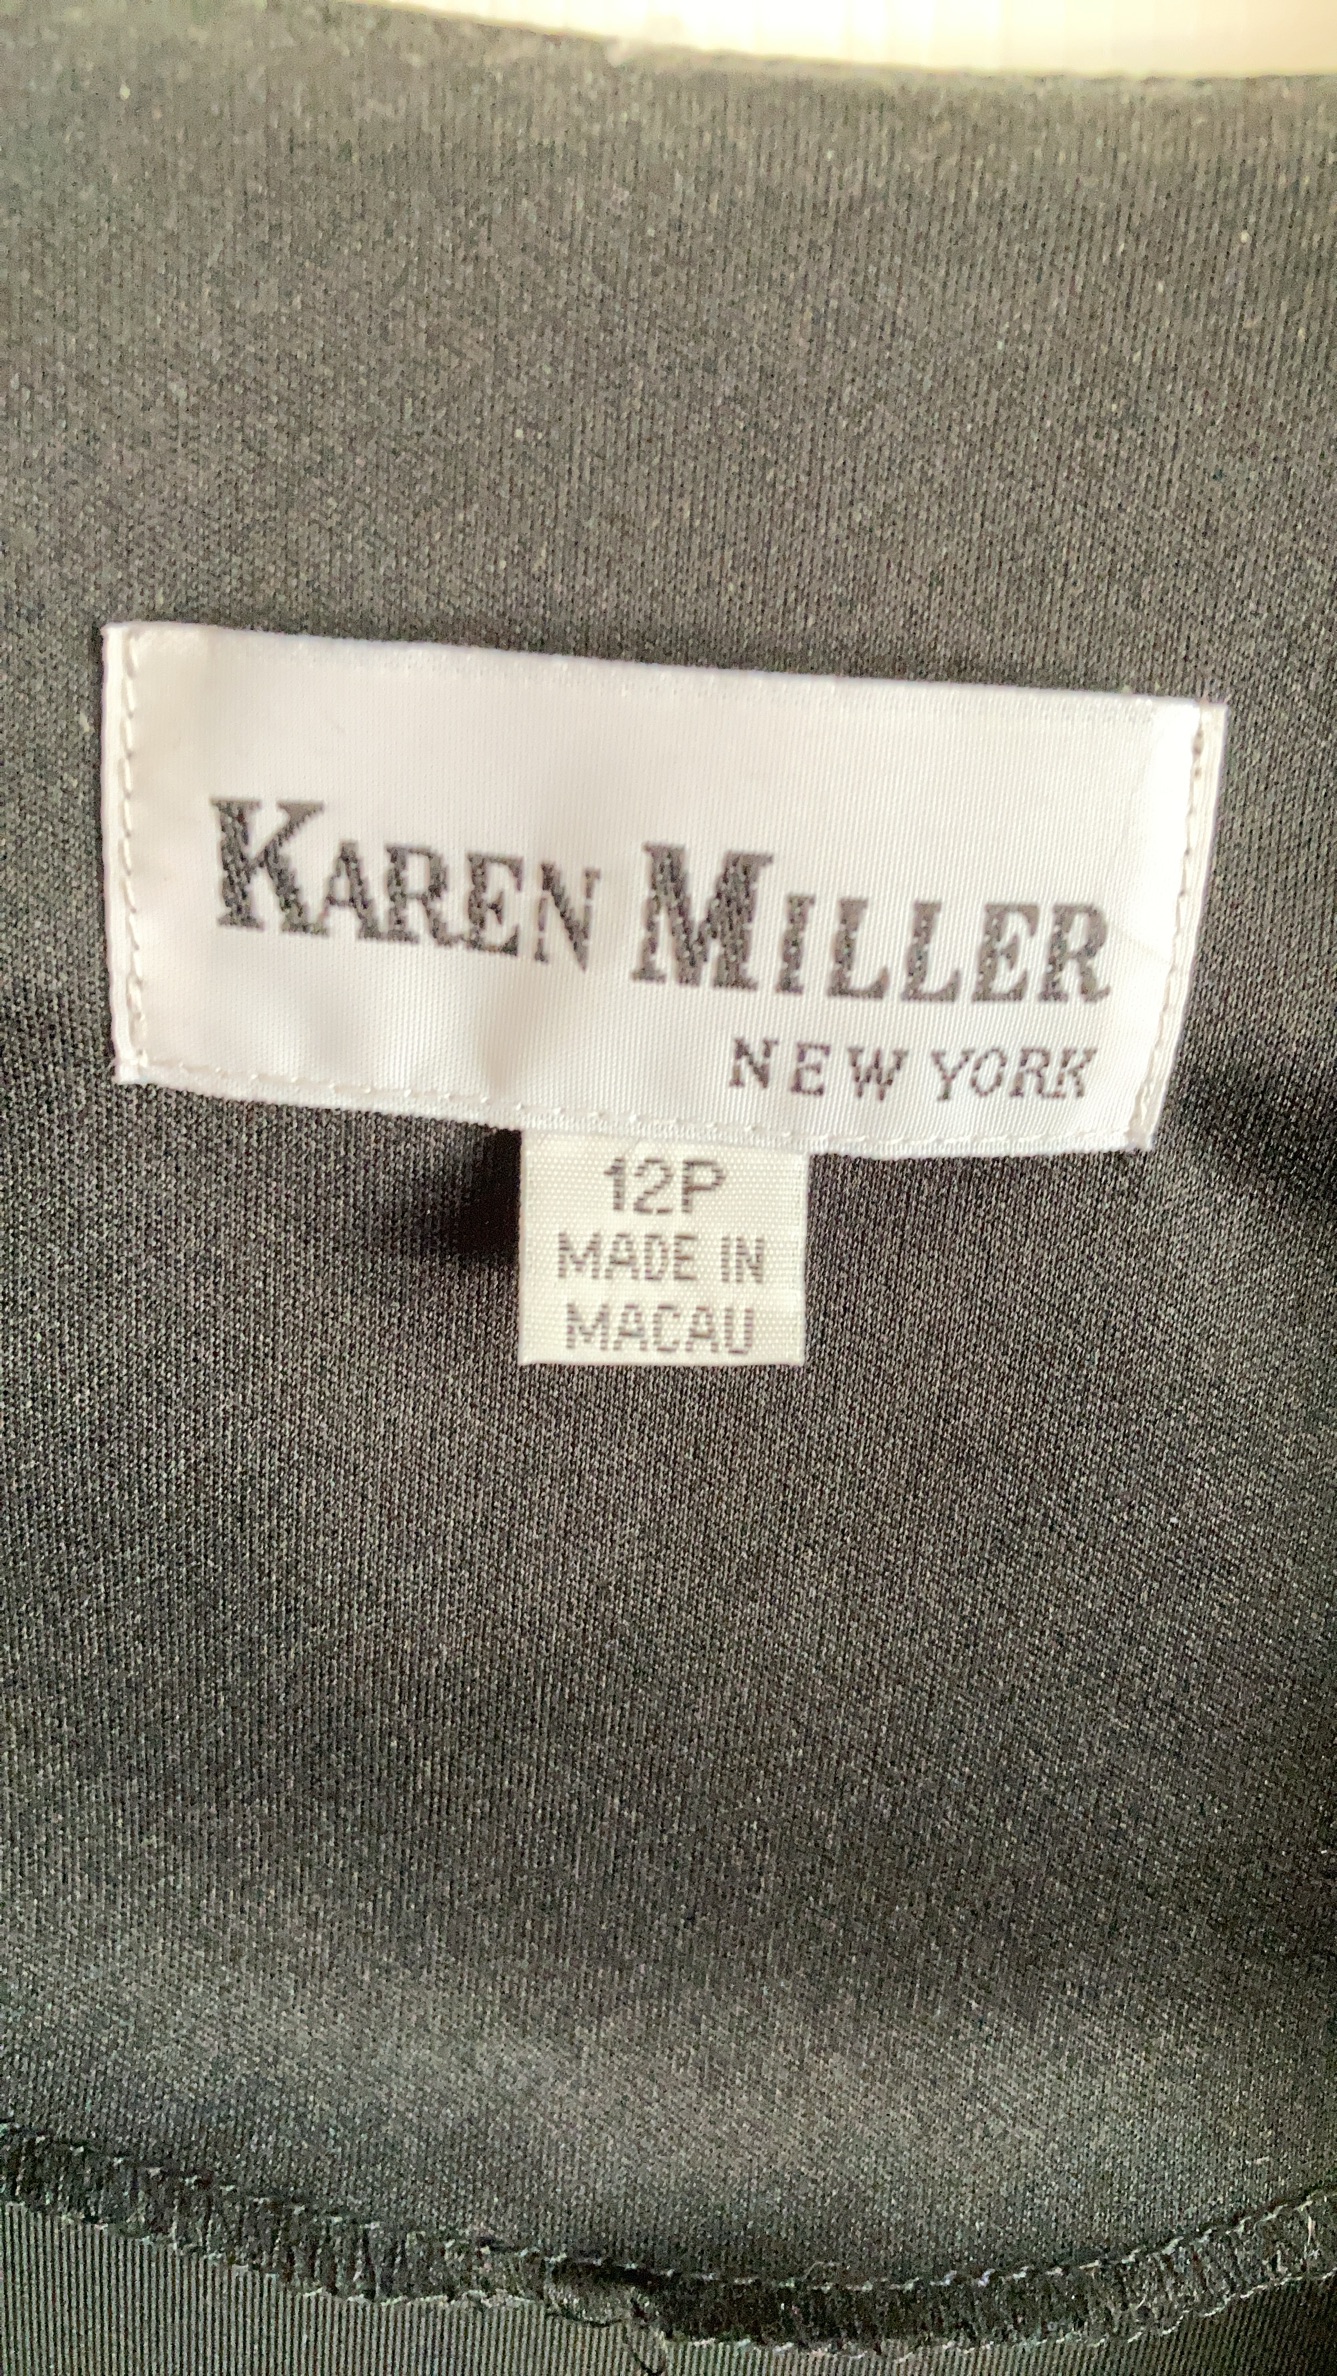 KAREN MILLER
NEW YORK
12P
MADE IN
MACAU